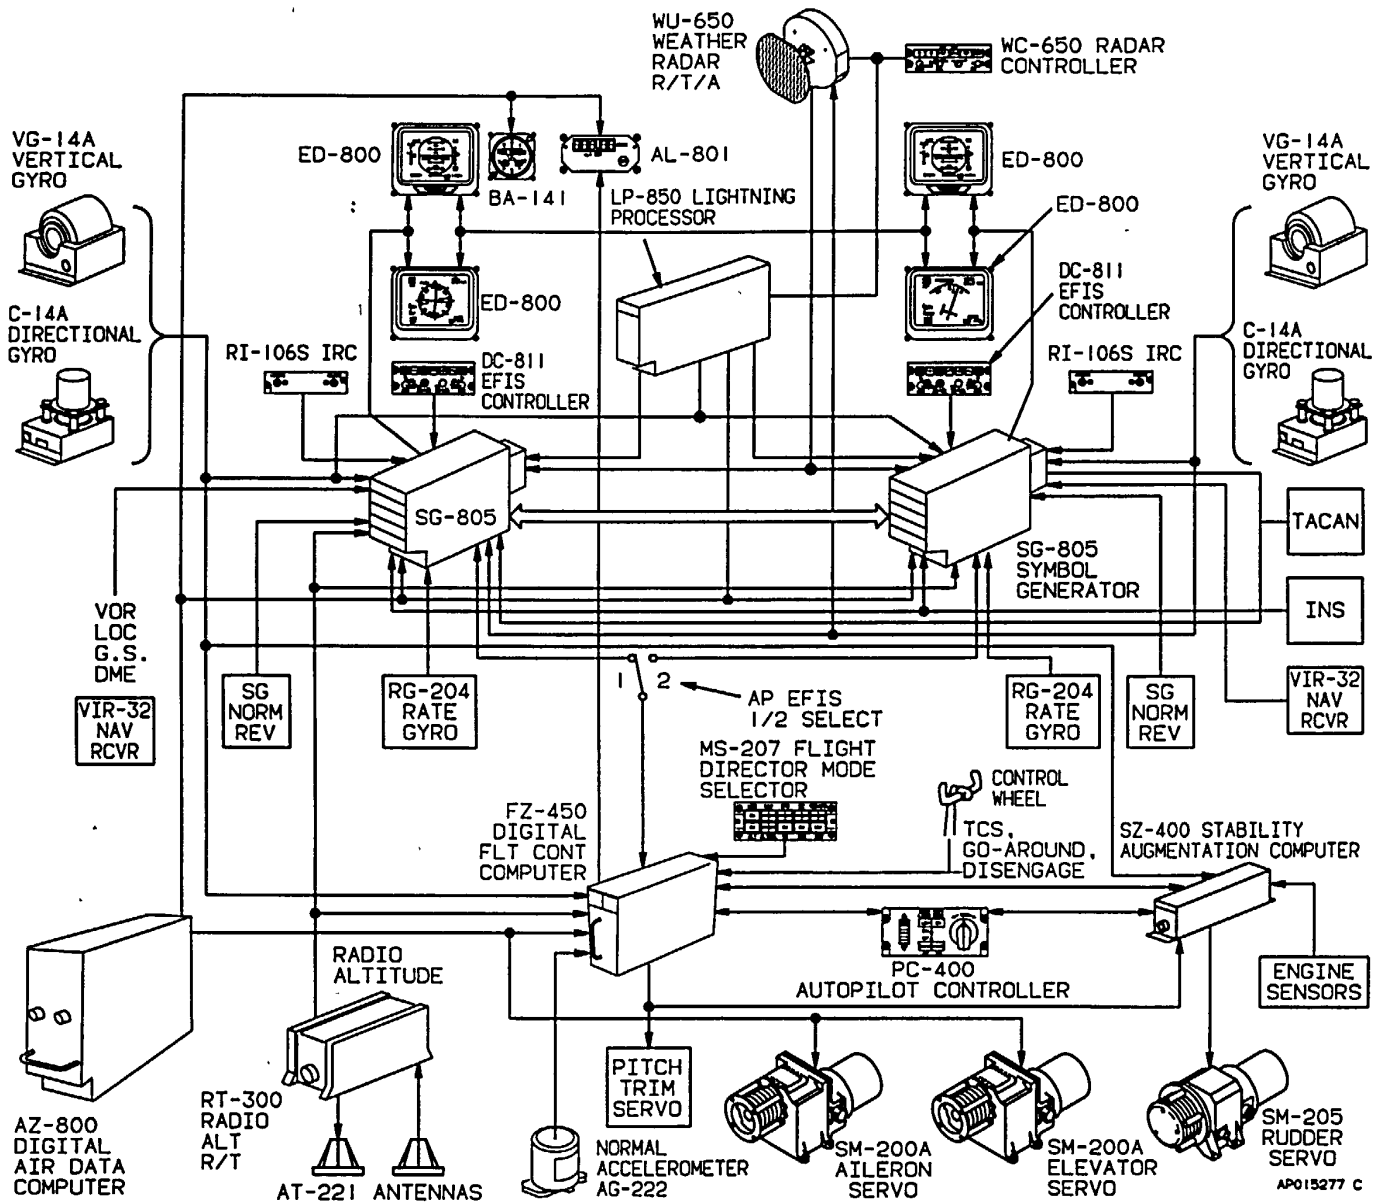 WU-650
WEATHER
RADAR
R/T/A
WC-650 RADAR
CONTROLLER
VG-14A
VERTICAL
GYRO
ED-800
BA-141
AL-801
ED-800
VG-14A
VERTICAL
GYRO
LP-850 LIGHTNING
PROCESSOR
ED-800
ED-800
DC-811
EFIS
CONTROLLER
C-14A
DIRECTIONAL
GYRO
RI-106S IRC
DC-811
EFIS
CONTROLLER
RI-106S IRC
C-14A
DIRECTIONAL
GYRO
SG-805
SG-805
SYMBOL
GENERATOR
TACAN
INS
VOR
LOC
G.S.
DME
VIR-32
NAV
RCVR
SG
NORM
REV
RG-204
RATE
GYRO
1 2
AP EFIS
1/2 SELECT
RG-204
RATE
GYRO
SG
NORM
REV
VIR-32
NAV
RCVR
MS-207 FLIGHT
DIRECTOR MODE
SELECTOR
CONTROL
WHEEL
FZ-450
DIGITAL
FLT CONT
COMPUTER
TCS,
GO-AROUND,
DISENGAGE
SZ-400 STABILITY
AUGMENTATION COMPUTER
RADIO
ALTITUDE
PC-400
AUTOPILOT CONTROLLER
ENGINE
SENSORS
PITCH
TRIM
SERVO
AZ-800
DIGITAL
AIR DATA
COMPUTER
RT-300
RADIO
ALT
R/T
AT-221 ANTENNAS
NORMAL
ACCELEROMETER
AG-222
SM-200A
AILERON
SERVO
SM-200A
ELEVATOR
SERVO
SM-205
RUDDER
SERVO
AP015277 C